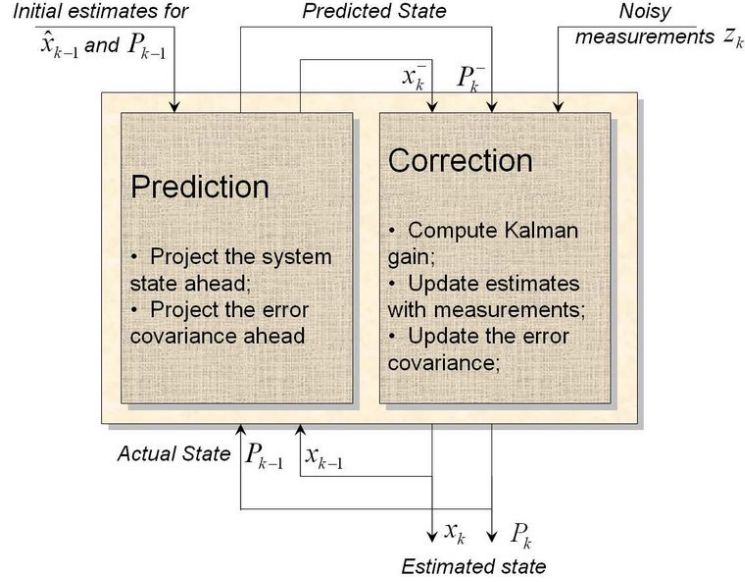 Initial estimates for
x̂ₖ₋₁ and Pₖ₋₁
Predicted State
Noisy
measurements zₖ
xₖ⁻ Pₖ⁻
Prediction
• Project the system
state ahead;
• Project the error
covariance ahead
Correction
• Compute Kalman
gain;
• Update estimates
with measurements;
• Update the error
covariance;
Actual State Pₖ₋₁ xₖ₋₁
xₖ Pₖ
Estimated state